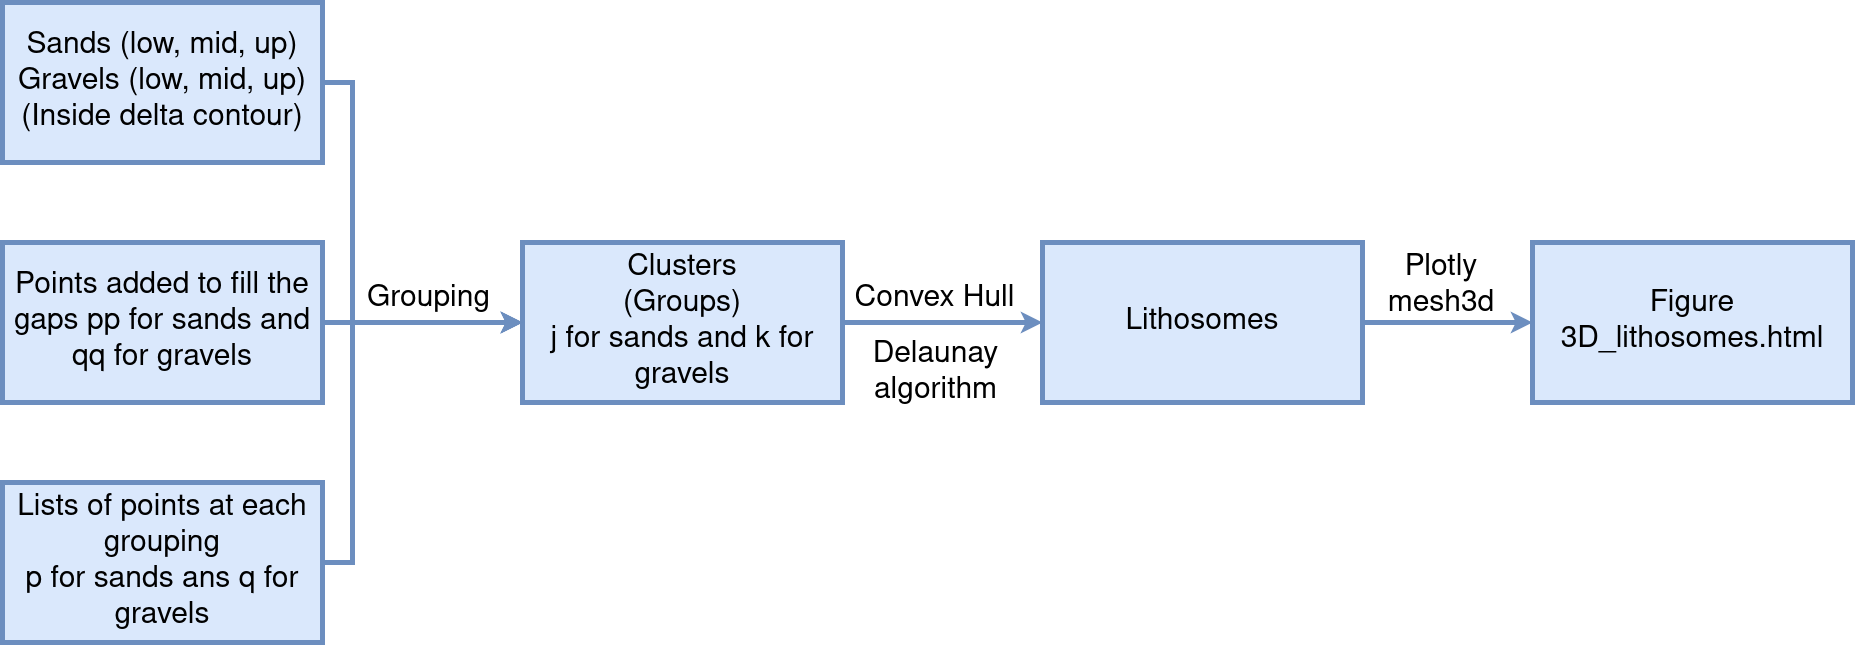 Sands (low, mid, up)
Gravels (low, mid, up)
(Inside delta contour)
Points added to fill the
gaps pp for sands and
qq for gravels
Lists of points at each
grouping
p for sands ans q for
gravels
Grouping
Clusters
(Groups)
j for sands and k for
gravels
Convex Hull
Delaunay
algorithm
Lithosomes
Plotly
mesh3d
Figure
3D_lithosomes.html